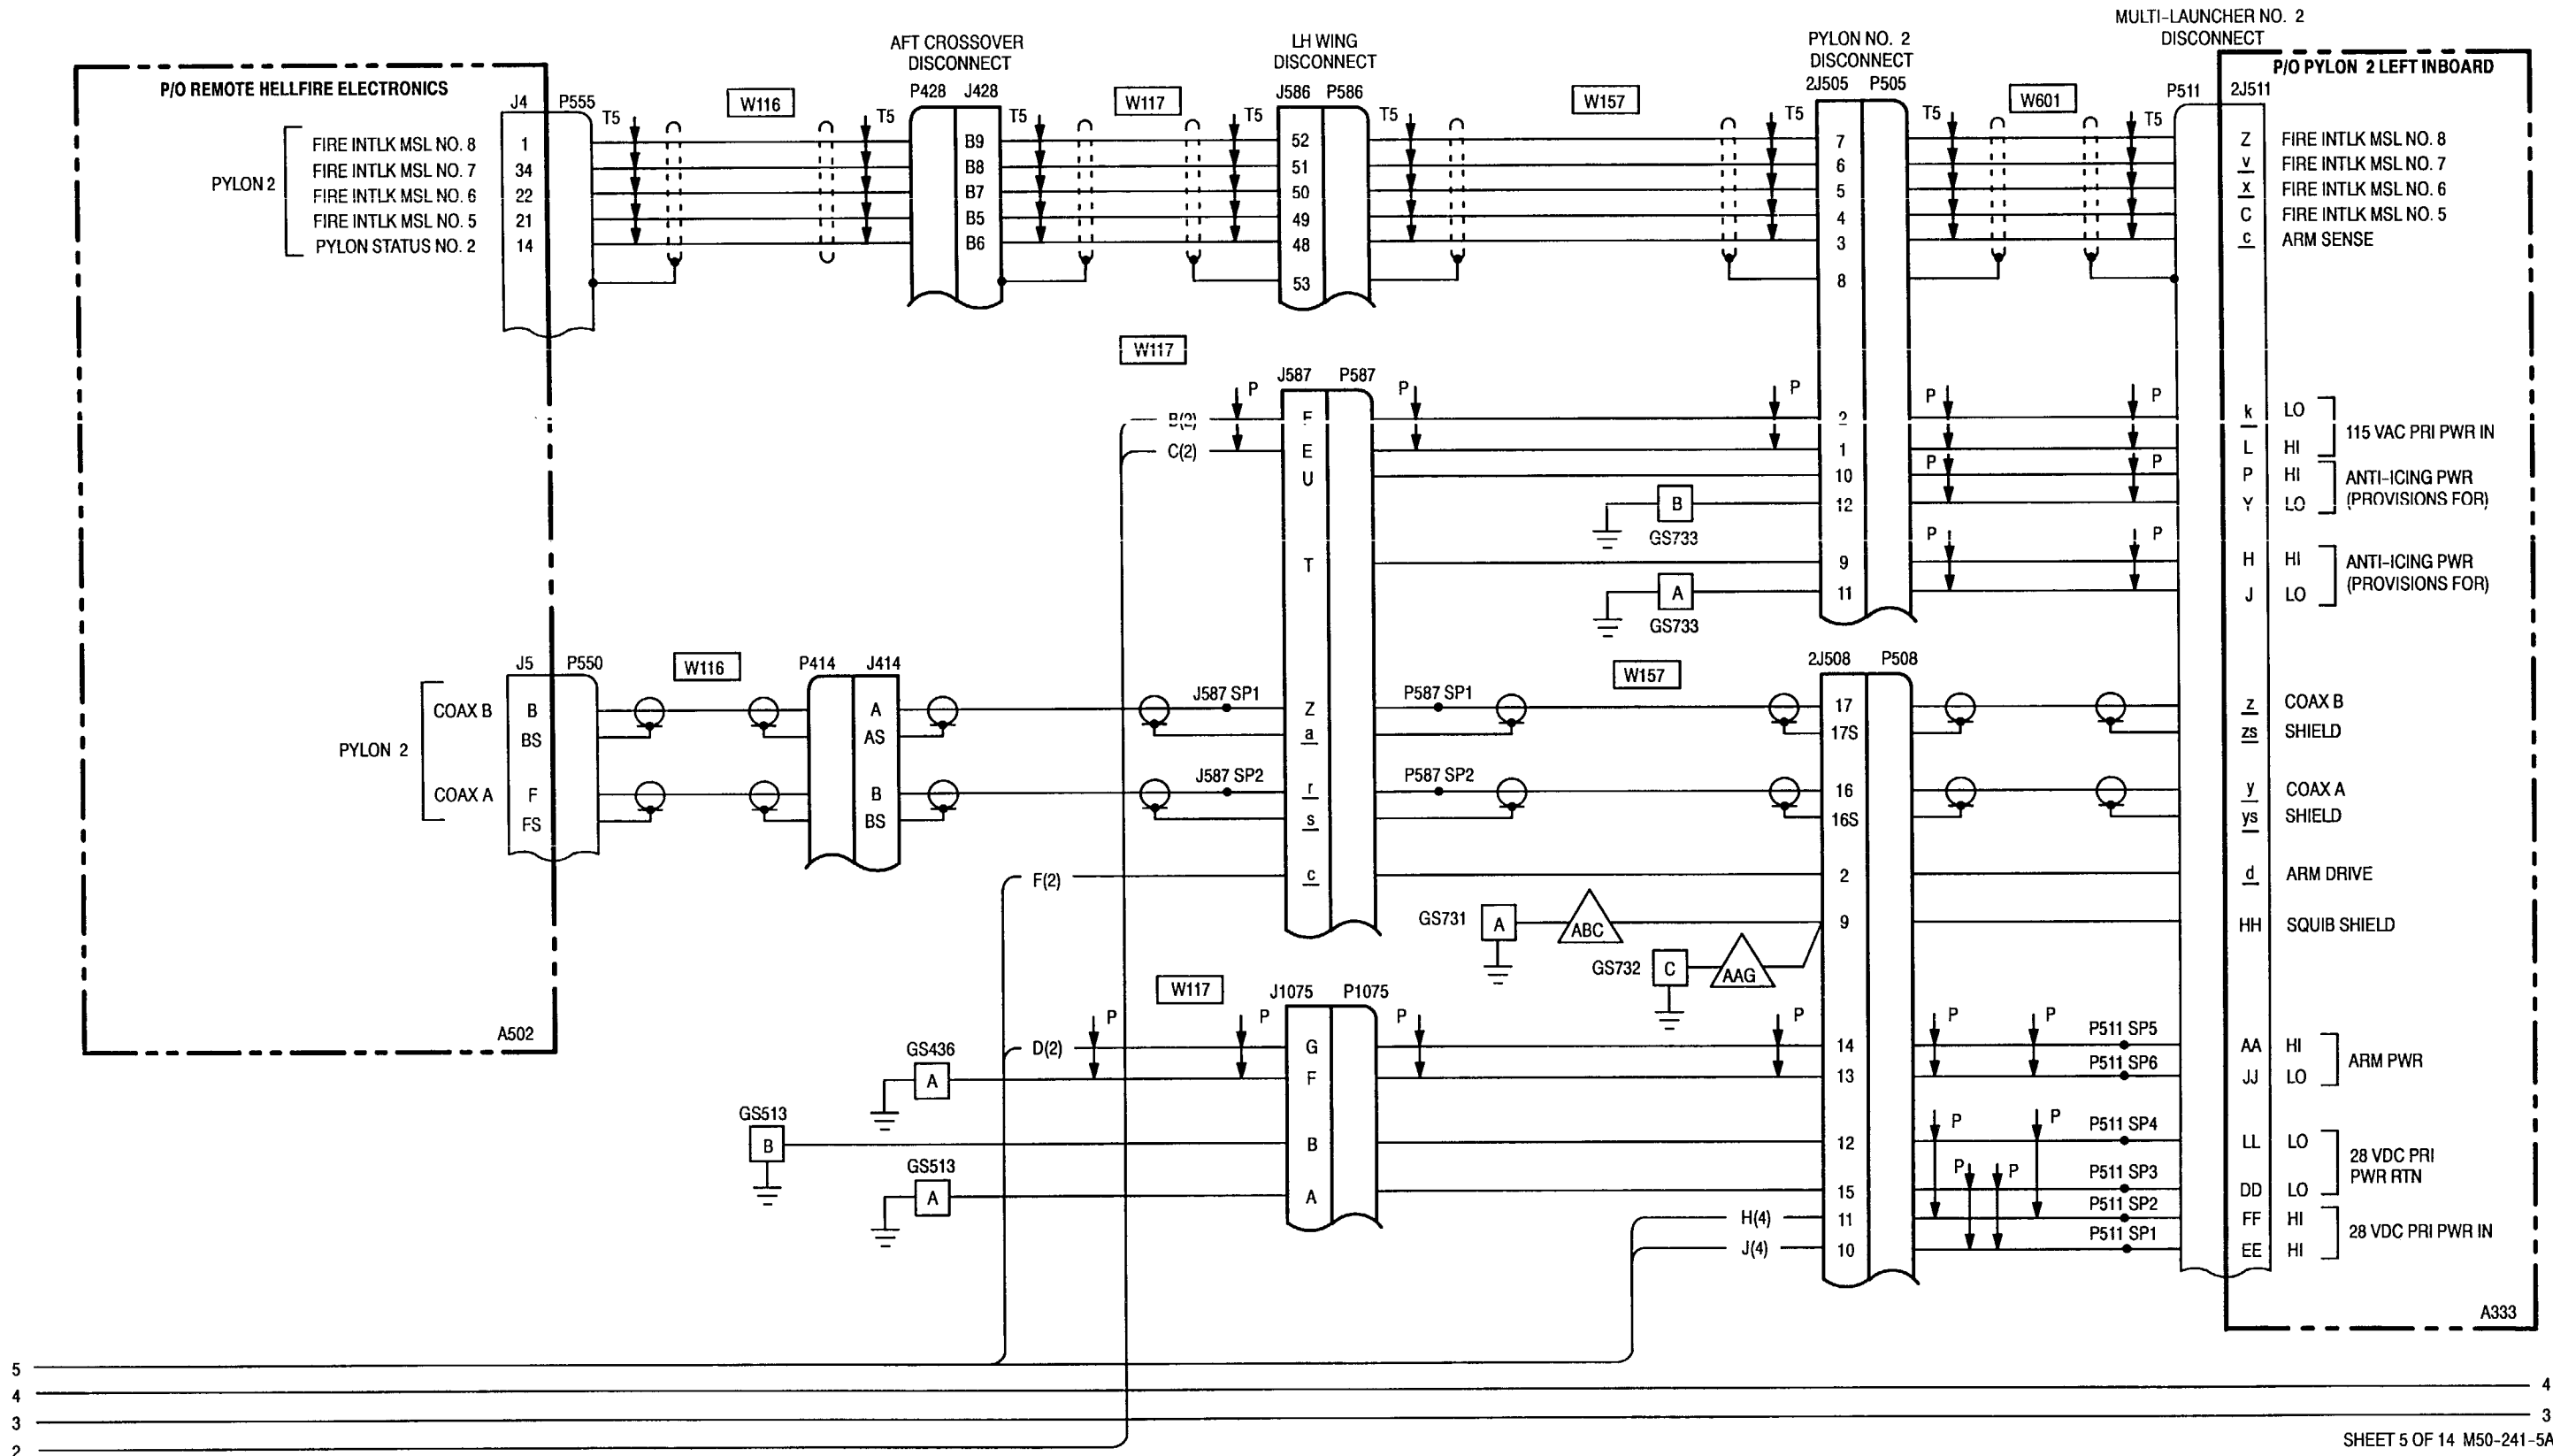 MULTI-LAUNCHER NO. 2
DISCONNECT
AFT CROSSOVER
DISCONNECT
LH WING
DISCONNECT
PYLON NO. 2
DISCONNECT
P/O REMOTE HELLFIRE ELECTRONICS
P/O PYLON 2 LEFT INBOARD
J4 P555 T5 W116 T5 P428 J428 T5 W117 T5 J586 P586 T5 W157 T5 2J505 P505 T5 W601 T5 P511 2J511
PYLON 2
FIRE INTLK MSL NO. 8 1 B9 52 7 Z FIRE INTLK MSL NO. 8
FIRE INTLK MSL NO. 7 34 B8 51 6 v FIRE INTLK MSL NO. 7
FIRE INTLK MSL NO. 6 22 B7 50 5 x FIRE INTLK MSL NO. 6
FIRE INTLK MSL NO. 5 21 B5 49 4 C FIRE INTLK MSL NO. 5
PYLON STATUS NO. 2 14 B6 48 3 c ARM SENSE
53 8
W117
J587 P587
P P P P P
B(2) F 2 k LO
115 VAC PRI PWR IN
C(2) E 1 L HI
P P
U 10 P HI
ANTI-ICING PWR
(PROVISIONS FOR)
B 12 Y LO
GS733
P P
T 9 H HI
ANTI-ICING PWR
(PROVISIONS FOR)
A 11 J LO
GS733
J5 P550 W116 P414 J414 W157 2J508 P508
PYLON 2
COAX B B A J587 SP1 Z P587 SP1 17 z COAX B
BS AS a 17S zs SHIELD
COAX A F B J587 SP2 r P587 SP2 16 y COAX A
FS BS s 16S ys SHIELD
F(2) c 2 d ARM DRIVE
GS731 A ABC 9 HH SQUIB SHIELD
GS732 C AAG
W117 J1075 P1075
A502
P P P P P P
D(2) G 14 P511 SP5 AA HI
ARM PWR
GS436 A F 13 P511 SP6 JJ LO
P P
GS513 B B 12 P511 SP4 LL LO
28 VDC PRI
PWR RTN
P P
GS513 A A 15 P511 SP3 DD LO
H(4) 11 P511 SP2 FF HI
28 VDC PRI PWR IN
J(4) 10 P511 SP1 EE HI
A333
5
4 4
3 3
2
SHEET 5 OF 14 M50-241-5A